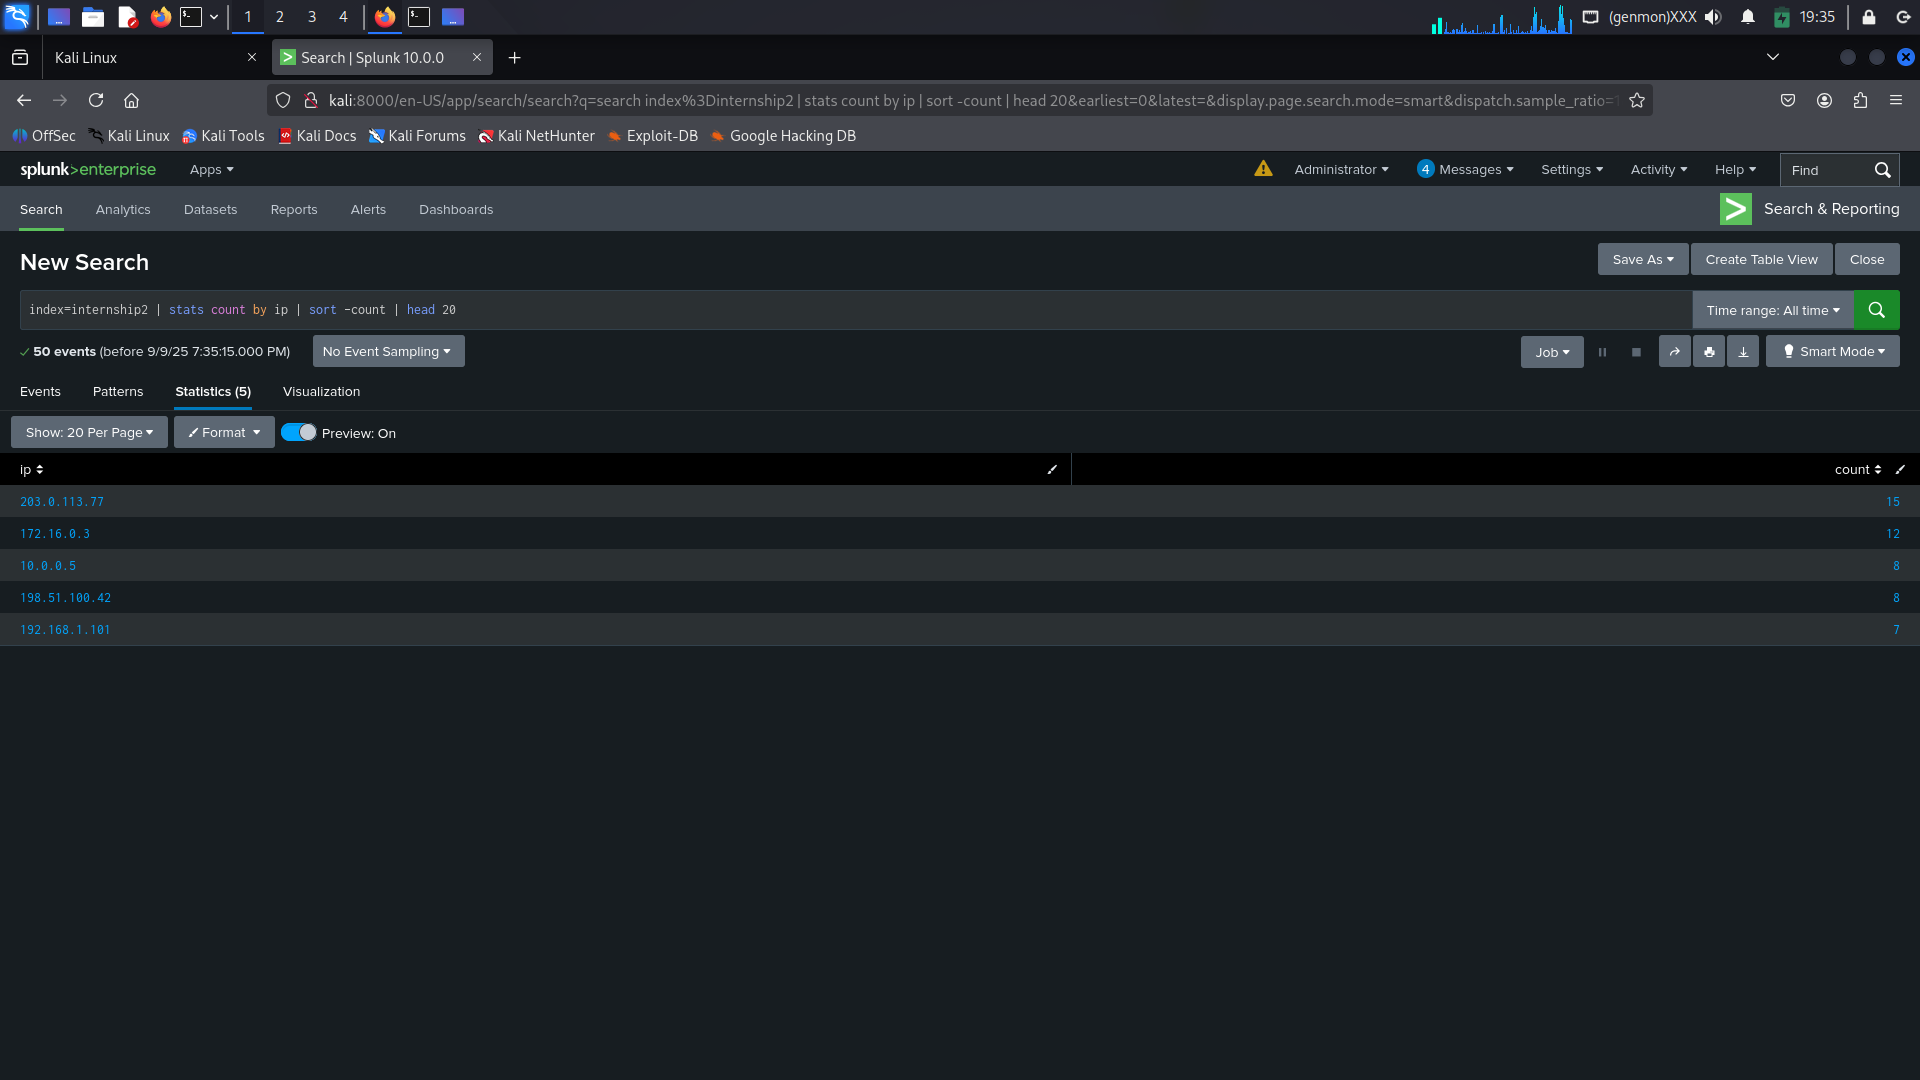 1 2 3 4 (genmon)XXX 19:35
Kali Linux
Search | Splunk 10.0.0
kali:8000/en-US/app/search/search?q=search index%3Dinternship2 | stats count by ip | sort -count | head 20&earliest=0&latest=&display.page.search.mode=smart&dispatch.sample_ratio=1
OffSec Kali Linux Kali Tools Kali Docs Kali Forums Kali NetHunter Exploit-DB Google Hacking DB
splunk>enterprise Apps Administrator 4 Messages Settings Activity Help Find
Search Analytics Datasets Reports Alerts Dashboards Search & Reporting
New Search Save As Create Table View Close
index=internship2 | stats count by ip | sort -count | head 20 Time range: All time
50 events (before 9/9/25 7:35:15.000 PM) No Event Sampling Job Smart Mode
Events Patterns Statistics (5) Visualization
Show: 20 Per Page Format Preview: On
ip count
203.0.113.77 15
172.16.0.3 12
10.0.0.5 8
198.51.100.42 8
192.168.1.101 7